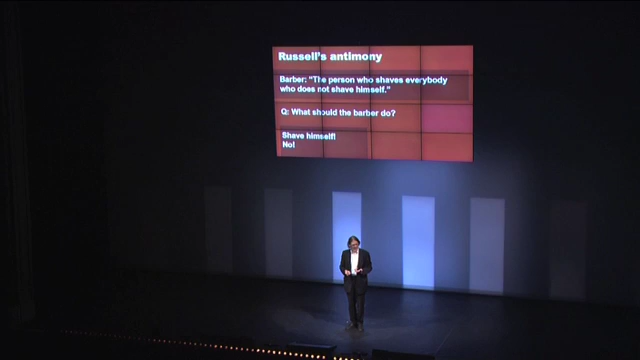 Russell's antimony
Barber: "The person who shaves everybody
who does not shave himself."
Q: What should the barber do?
Shave himself!
No!